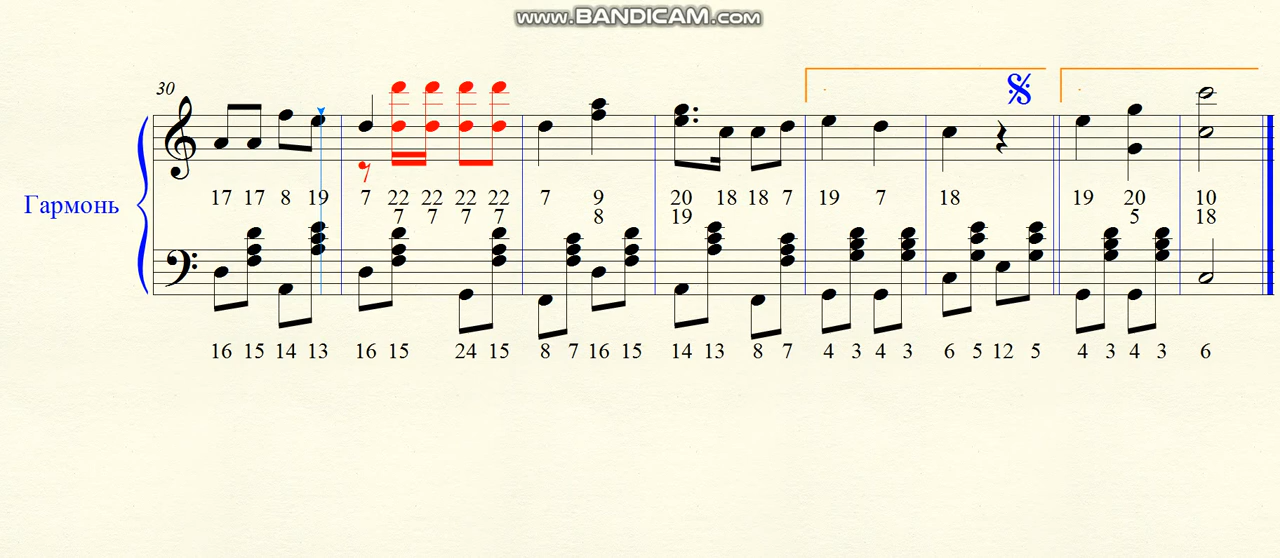 www.BANDICAM.com
30
17 17 8 19 7 22 22 22 22 7 9 20 18 18 7 19 7 18 19 20 10
Гармонь
7 7 7 7 8 19 5 18
16 15 14 13 16 15 24 15 8 7 16 15 14 13 8 7 4 3 4 3 6 5 12 5 4 3 4 3 6